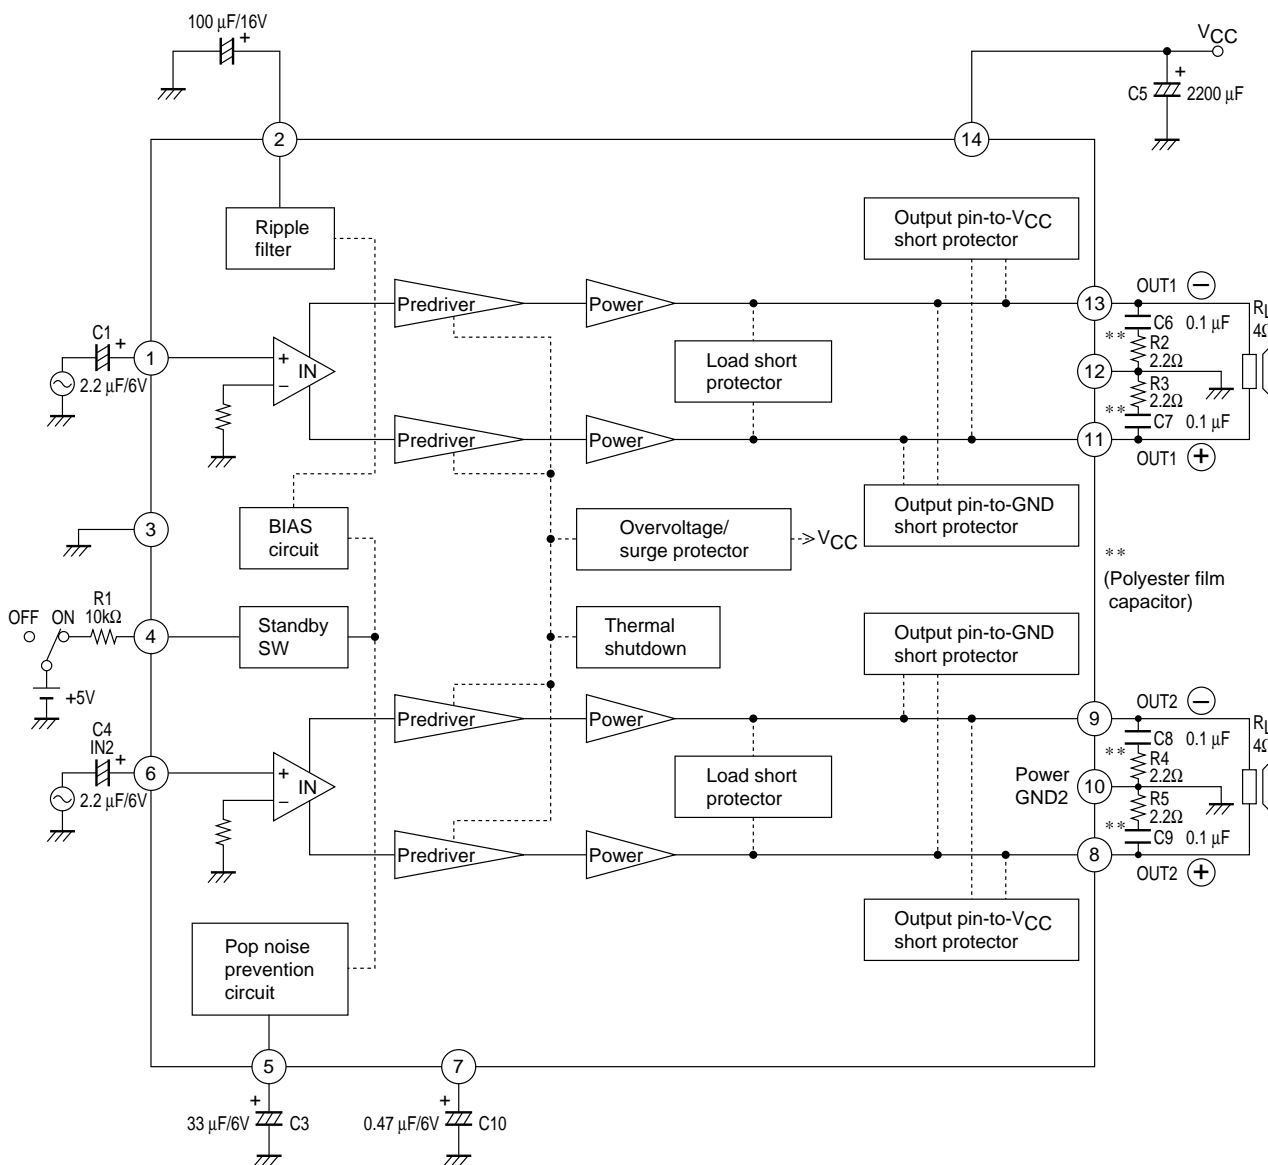 100 µF/16V
+
VCC
+
C5
2200 µF
2
14
Ripple
filter
Output pin-to-VCC
short protector
Predriver
Power
13
OUT1 −
C6 0.1 µF
RL
4Ω
**
R2
2.2Ω
C1
+
2.2 µF/6V
1
+
−
IN
Load short
protector
12
R3
2.2Ω
**
C7 0.1 µF
Predriver
Power
11
OUT1 +
3
BIAS
circuit
Overvoltage/
surge protector
VCC
Output pin-to-GND
short protector
**
(Polyester film
capacitor)
OFF
ON
R1
10kΩ
4
+5V
Standby
SW
Thermal
shutdown
Output pin-to-GND
short protector
Predriver
Power
9
OUT2 −
C8 0.1 µF
RL
4Ω
**
R4
2.2Ω
C4
IN2
+
2.2 µF/6V
6
+
−
IN
Load short
protector
Power
GND2
10
R5
2.2Ω
**
C9 0.1 µF
Predriver
Power
8
OUT2 +
Pop noise
prevention
circuit
Output pin-to-VCC
short protector
5
7
+
33 µF/6V
C3
+
0.47 µF/6V
C10